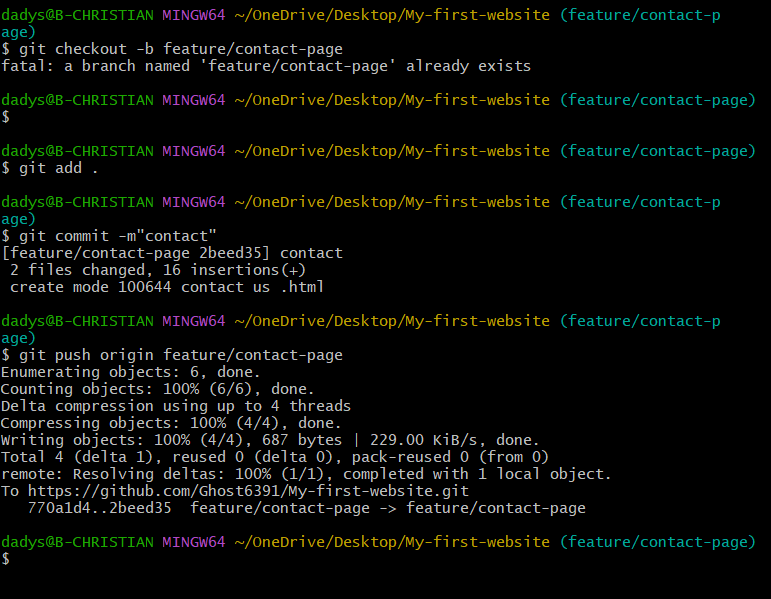 dadys@B-CHRISTIAN MINGW64 ~/OneDrive/Desktop/My-first-website (feature/contact-p
age)
$ git checkout -b feature/contact-page
fatal: a branch named 'feature/contact-page' already exists
dadys@B-CHRISTIAN MINGW64 ~/OneDrive/Desktop/My-first-website (feature/contact-page)
$
dadys@B-CHRISTIAN MINGW64 ~/OneDrive/Desktop/My-first-website (feature/contact-page)
$ git add .
dadys@B-CHRISTIAN MINGW64 ~/OneDrive/Desktop/My-first-website (feature/contact-p
age)
$ git commit -m"contact"
[feature/contact-page 2beed35] contact
 2 files changed, 16 insertions(+)
 create mode 100644 contact us .html
dadys@B-CHRISTIAN MINGW64 ~/OneDrive/Desktop/My-first-website (feature/contact-p
age)
$ git push origin feature/contact-page
Enumerating objects: 6, done.
Counting objects: 100% (6/6), done.
Delta compression using up to 4 threads
Compressing objects: 100% (4/4), done.
Writing objects: 100% (4/4), 687 bytes | 229.00 KiB/s, done.
Total 4 (delta 1), reused 0 (delta 0), pack-reused 0 (from 0)
remote: Resolving deltas: 100% (1/1), completed with 1 local object.
To https://github.com/Ghost6391/My-first-website.git
   770a1d4..2beed35  feature/contact-page -> feature/contact-page
dadys@B-CHRISTIAN MINGW64 ~/OneDrive/Desktop/My-first-website (feature/contact-page)
$